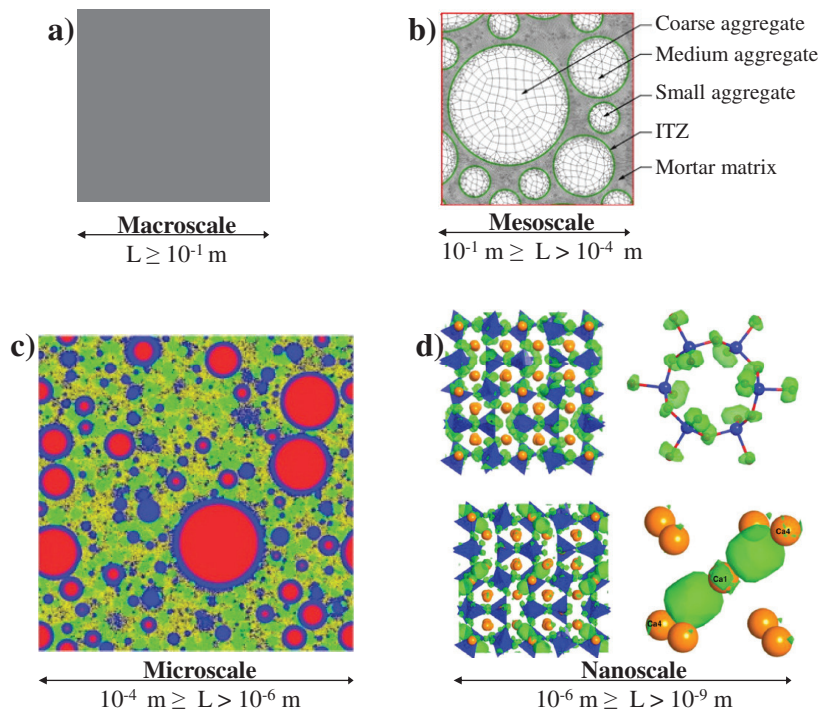 a)
Macroscale
L ≥ 10⁻¹ m
b)
Coarse aggregate
Medium aggregate
Small aggregate
ITZ
Mortar matrix
Mesoscale
10⁻¹ m ≥ L > 10⁻⁴ m
c)
Microscale
10⁻⁴ m ≥ L > 10⁻⁶ m
d)
Ca4
Ca1
Ca4
Nanoscale
10⁻⁶ m ≥ L > 10⁻⁹ m